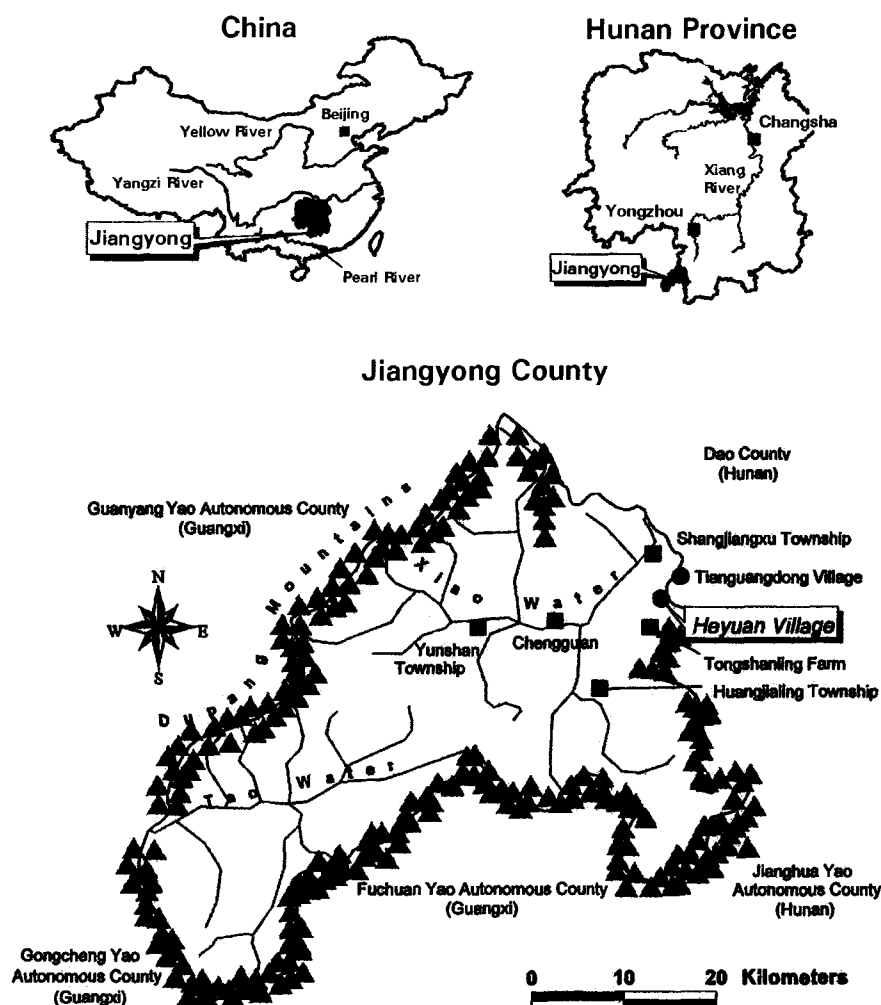 China
Hunan Province
Beijing
Yellow River
Yangzi River
Jiangyong
Pearl River
Changsha
Xiang
River
Yongzhou
Jiangyong
Jiangyong County
Dao County
(Hunan)
Guanyang Yao Autonomous County
(Guangxi)
Dupang Mountains
Xiao Water
Shangjiangxu Township
Tianguangdong Village
Heyuan Village
N
W E
S
Yunshan
Township
Chengguan
Tongshanling Farm
Huangjialing Township
Tao Water
Fuchuan Yao Autonomous County
(Guangxi)
Jianghua Yao
Autonomous County
(Hunan)
Gongcheng Yao
Autonomous County
(Guangxi)
0 10 20 Kilometers